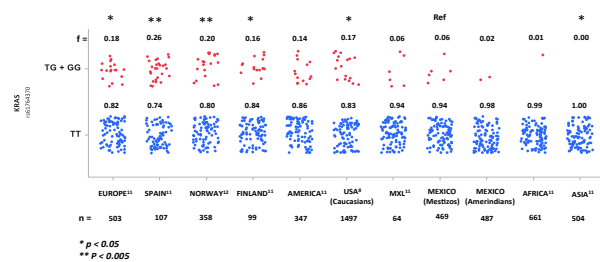 * ** ** * * Ref *
f = 0.18 0.26 0.20 0.16 0.14 0.17 0.06 0.06 0.02 0.01 0.00
TG + GG
0.82 0.74 0.80 0.84 0.86 0.83 0.94 0.94 0.98 0.99 1.00
KRAS
rs61764370
TT
EUROPE¹¹ SPAIN¹¹ NORWAY¹² FINLAND¹¹ AMERICA¹¹ USA⁸ MXL¹¹ MEXICO MEXICO AFRICA¹¹ ASIA¹¹
(Caucasians) (Mestizos) (Amerindians)
n = 503 107 358 99 347 1497 64 469 487 661 504
* p < 0.05
** P < 0.005